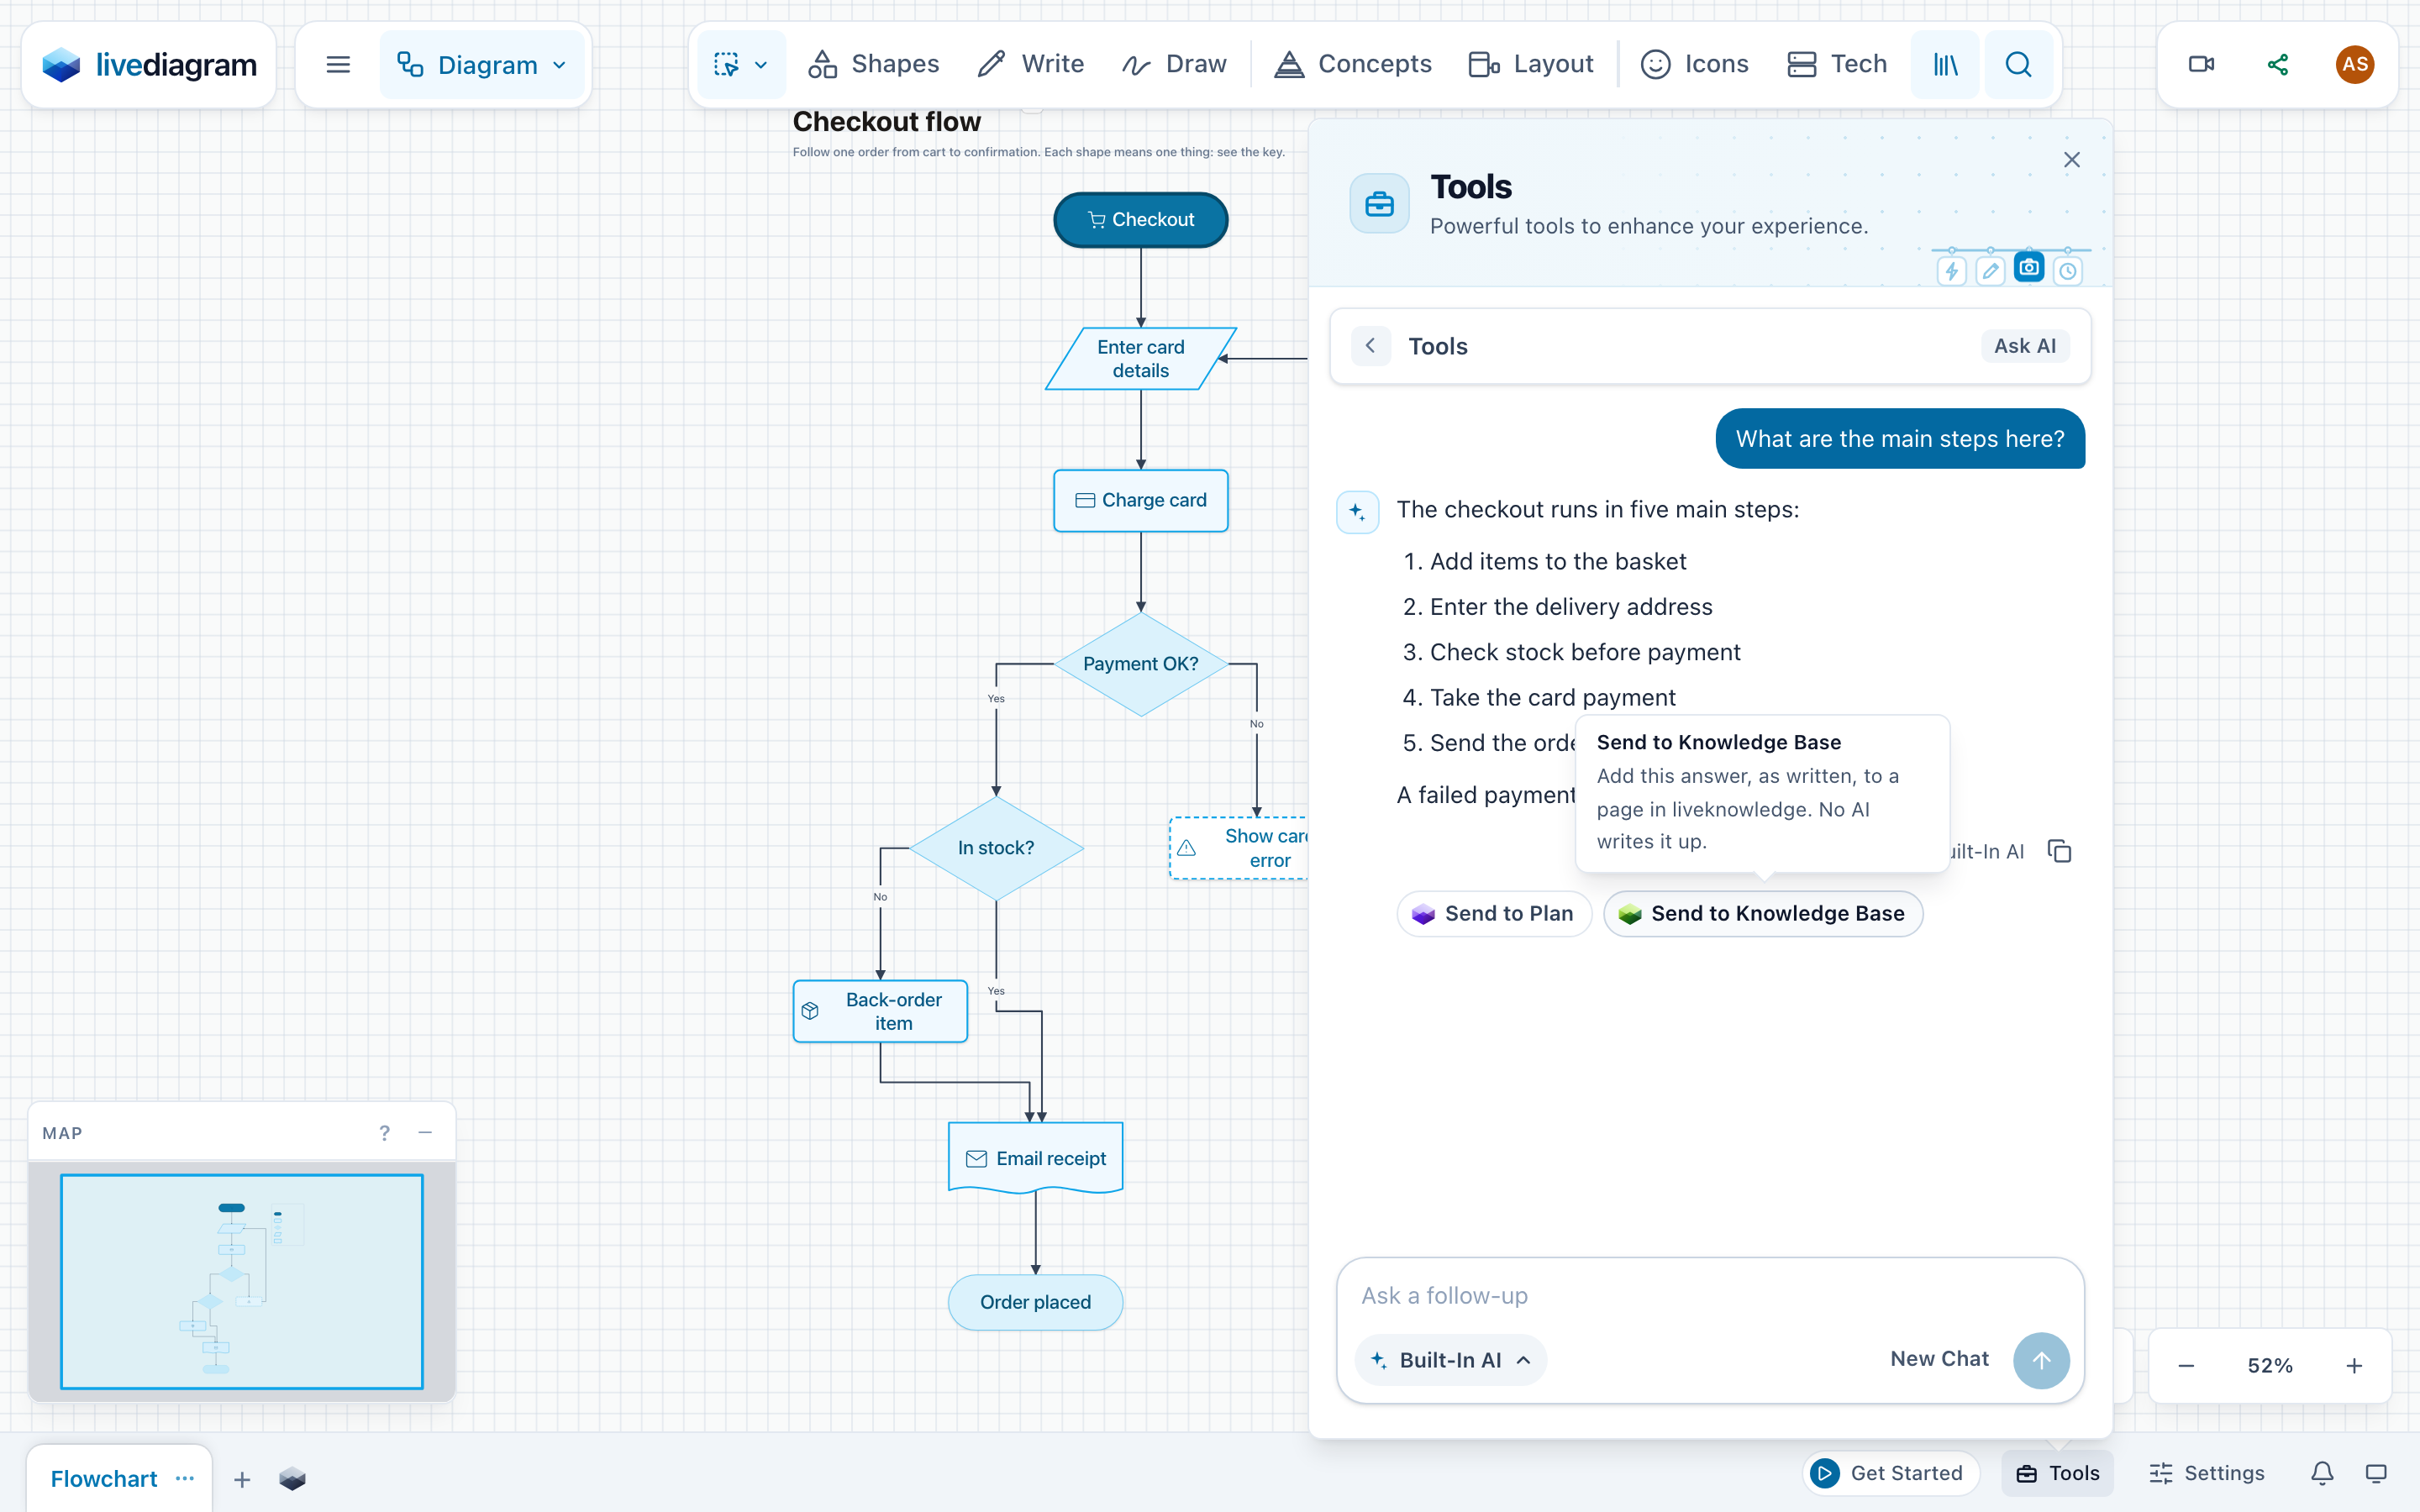 livediagram
Diagram
Shapes
Write
Draw
Concepts
Layout
Icons
Tech
AS
Checkout flow
Follow one order from cart to confirmation. Each shape means one thing: see the key.
Checkout
Enter card
details
Charge card
Payment OK?
Yes
No
In stock?
Show card
error
No
Yes
Back-order
item
Email receipt
Order placed
Tools
Powerful tools to enhance your experience.
Tools
Ask AI
What are the main steps here?
The checkout runs in five main steps:
1. Add items to the basket
2. Enter the delivery address
3. Check stock before payment
4. Take the card payment
5. Send the
A failed payment
Send to Knowledge Base
Add this answer, as written, to a
page in liveknowledge. No AI
writes it up.
AI
Send to Plan
Send to Knowledge Base
Ask a follow-up
Built-In AI
New Chat
MAP
?
52%
Flowchart
Get Started
Tools
Settings